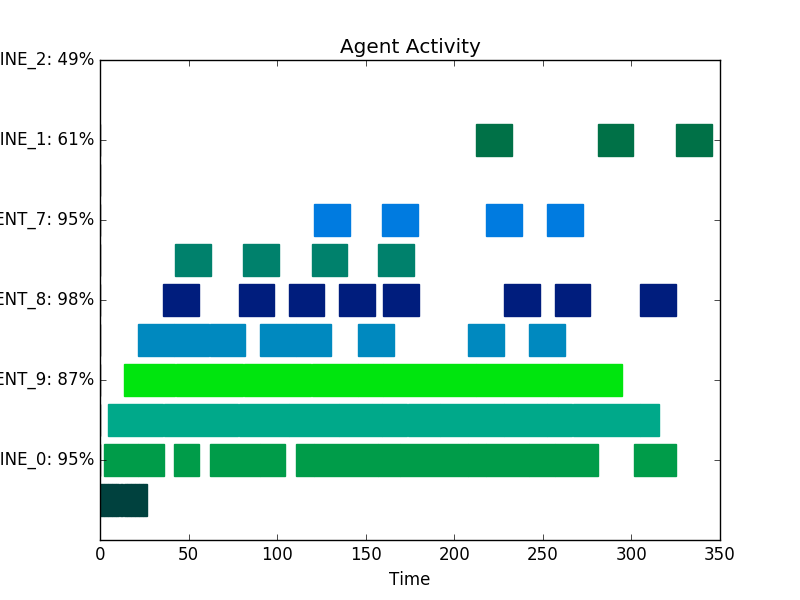 Agent Activity
INE_2: 49%
INE_1: 61%
ENT_7: 95%
ENT_8: 98%
ENT_9: 87%
INE_0: 95%
0 50 100 150 200 250 300 350
Time